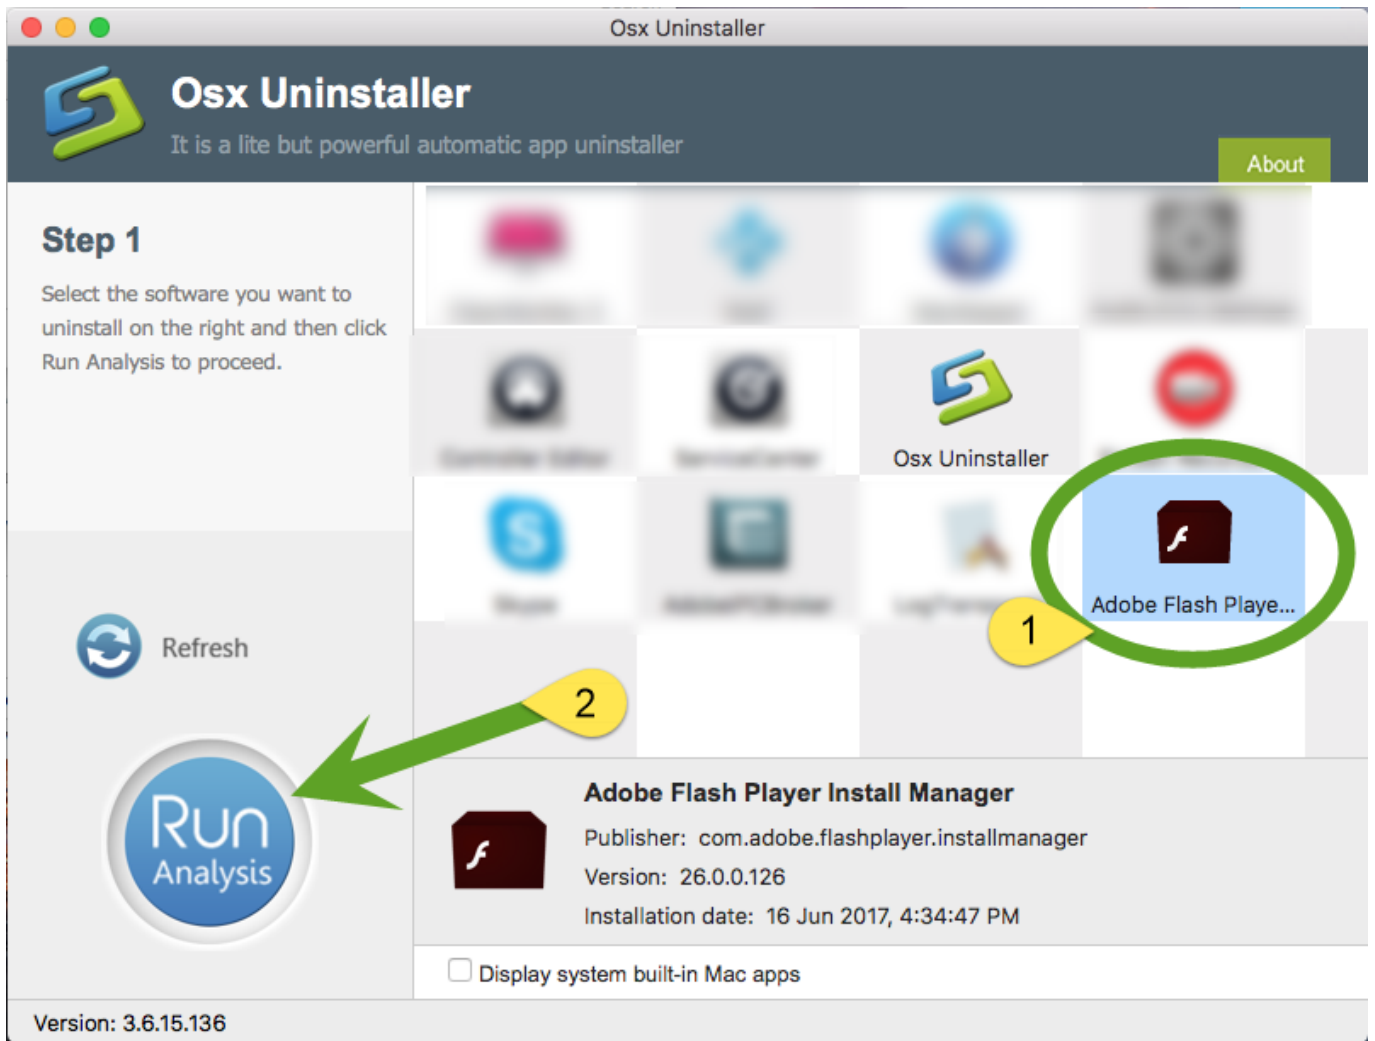 Osx Uninstaller
Osx Uninstaller
It is a lite but powerful automatic app uninstaller
About
Step 1
Select the software you want to
uninstall on the right and then click
Run Analysis to proceed.
Controller Editor
ServiceCenter
Osx Uninstaller
Skype
Adobe Flash Playe...
1
Refresh
2
Run
Analysis
Adobe Flash Player Install Manager
Publisher: com.adobe.flashplayer.installmanager
Version: 26.0.0.126
Installation date: 16 Jun 2017, 4:34:47 PM
Display system built-in Mac apps
Version: 3.6.15.136